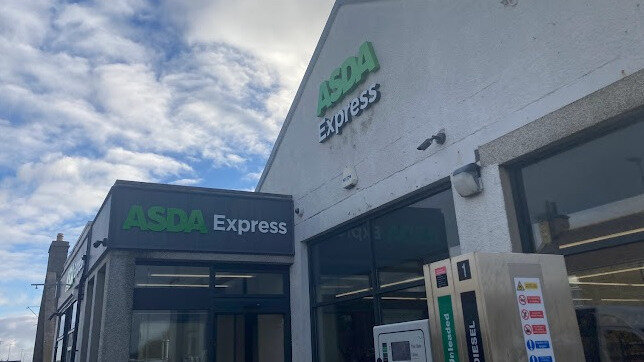 ASDA
Express
ASDA Express
1
Unleaded
DIESEL